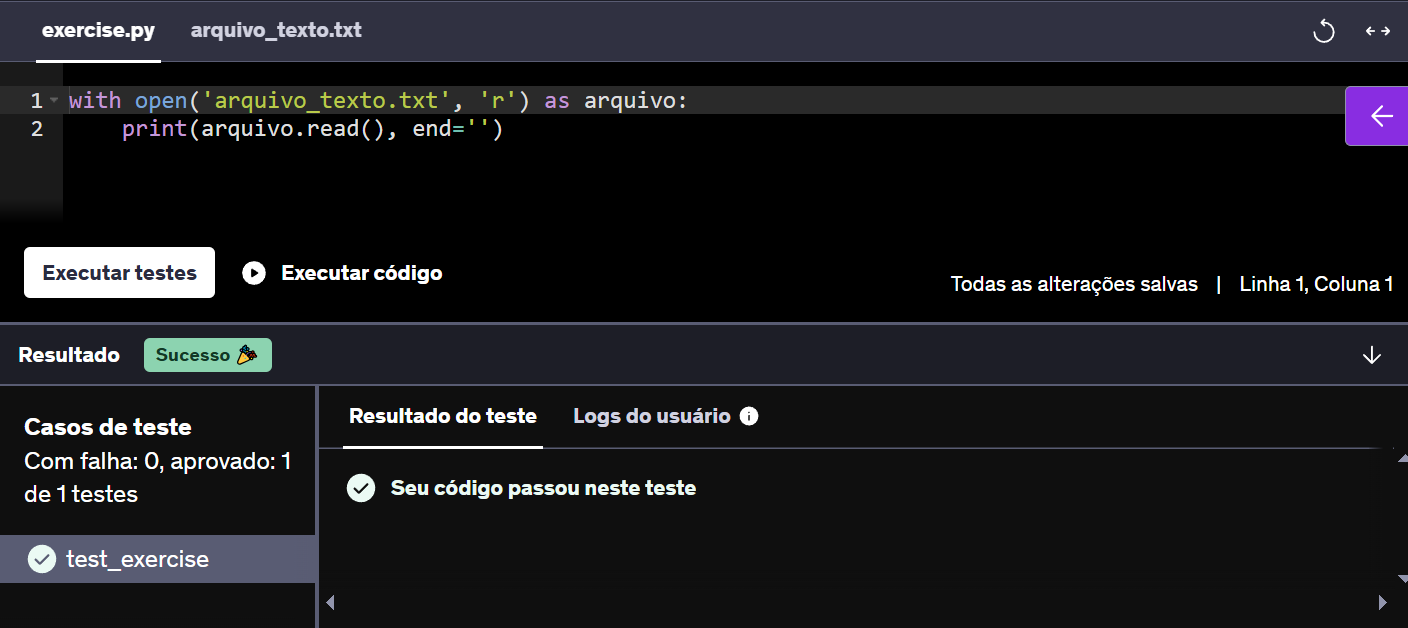 exercise.py arquivo_texto.txt
1 with open('arquivo_texto.txt', 'r') as arquivo:
2 print(arquivo.read(), end='')
Executar testes Executar código
Todas as alterações salvas | Linha 1, Coluna 1
Resultado Sucesso 🎉
Casos de teste
Com falha: 0, aprovado: 1
de 1 testes
test_exercise
Resultado do teste Logs do usuário
Seu código passou neste teste